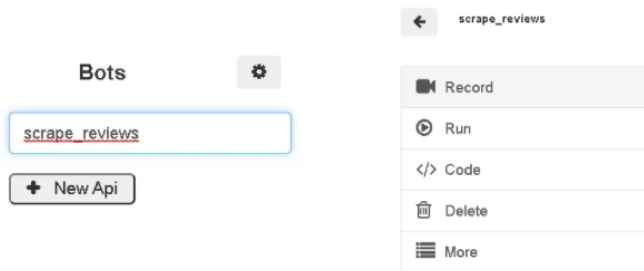 Bots
scrape_reviews
New Api
scrape_reviews
Record
Run
Code
Delete
More